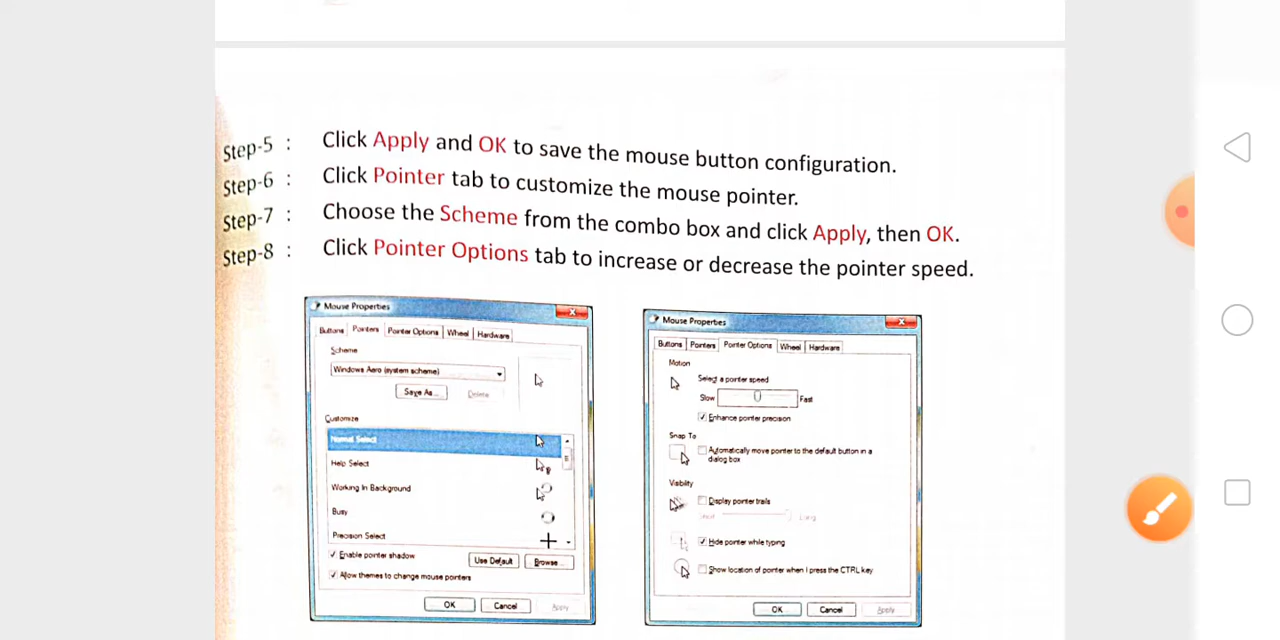 Step-5 : Click Apply and OK to save the mouse button configuration.
Step-6 : Click Pointer tab to customize the mouse pointer.
Step-7 : Choose the Scheme from the combo box and click Apply, then OK.
Step-8 : Click Pointer Options tab to increase or decrease the pointer speed.
Mouse Properties
Buttons Pointers Pointer Options Wheel Hardware
Scheme
Windows Aero (system scheme)
Save As... Delete
Customize
Normal Select
Help Select
Working In Background
Busy
Precision Select
Enable pointer shadow
Use Default Browse...
Allow themes to change mouse pointers
OK Cancel Apply
Mouse Properties
Buttons Pointers Pointer Options Wheel Hardware
Motion
Select a pointer speed
Slow Fast
Enhance pointer precision
Snap To
Automatically move pointer to the default button in a
dialog box
Visibility
Display pointer trails
Long
Hide pointer while typing
Show location of pointer when I press the CTRL key
OK Cancel Apply